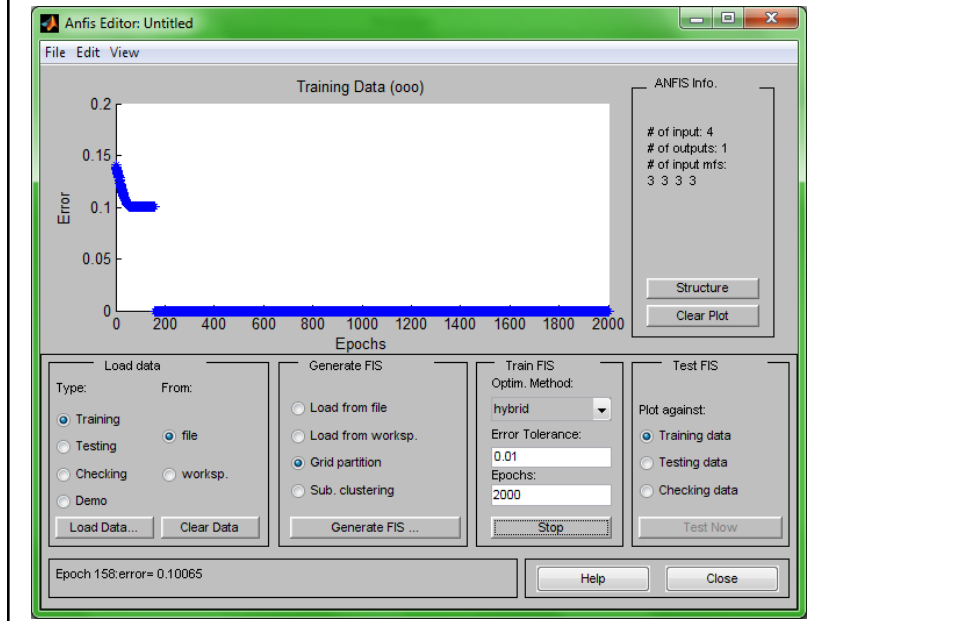 Anfis Editor: Untitled
File Edit View
Training Data (ooo)
0.2
0.15
0.1
0.05
0
Error
0 200 400 600 800 1000 1200 1400 1600 1800 2000
Epochs
ANFIS Info.
# of input: 4
# of outputs: 1
# of input mfs:
3 3 3 3
Structure
Clear Plot
Load data
Type: From:
Training
Testing
Checking
Demo
file
worksp.
Load Data... Clear Data
Generate FIS
Load from file
Load from worksp.
Grid partition
Sub. clustering
Generate FIS ...
Train FIS
Optim. Method:
hybrid
Error Tolerance:
0.01
Epochs:
2000
Stop
Test FIS
Plot against:
Training data
Testing data
Checking data
Test Now
Epoch 158:error= 0.10065
Help Close